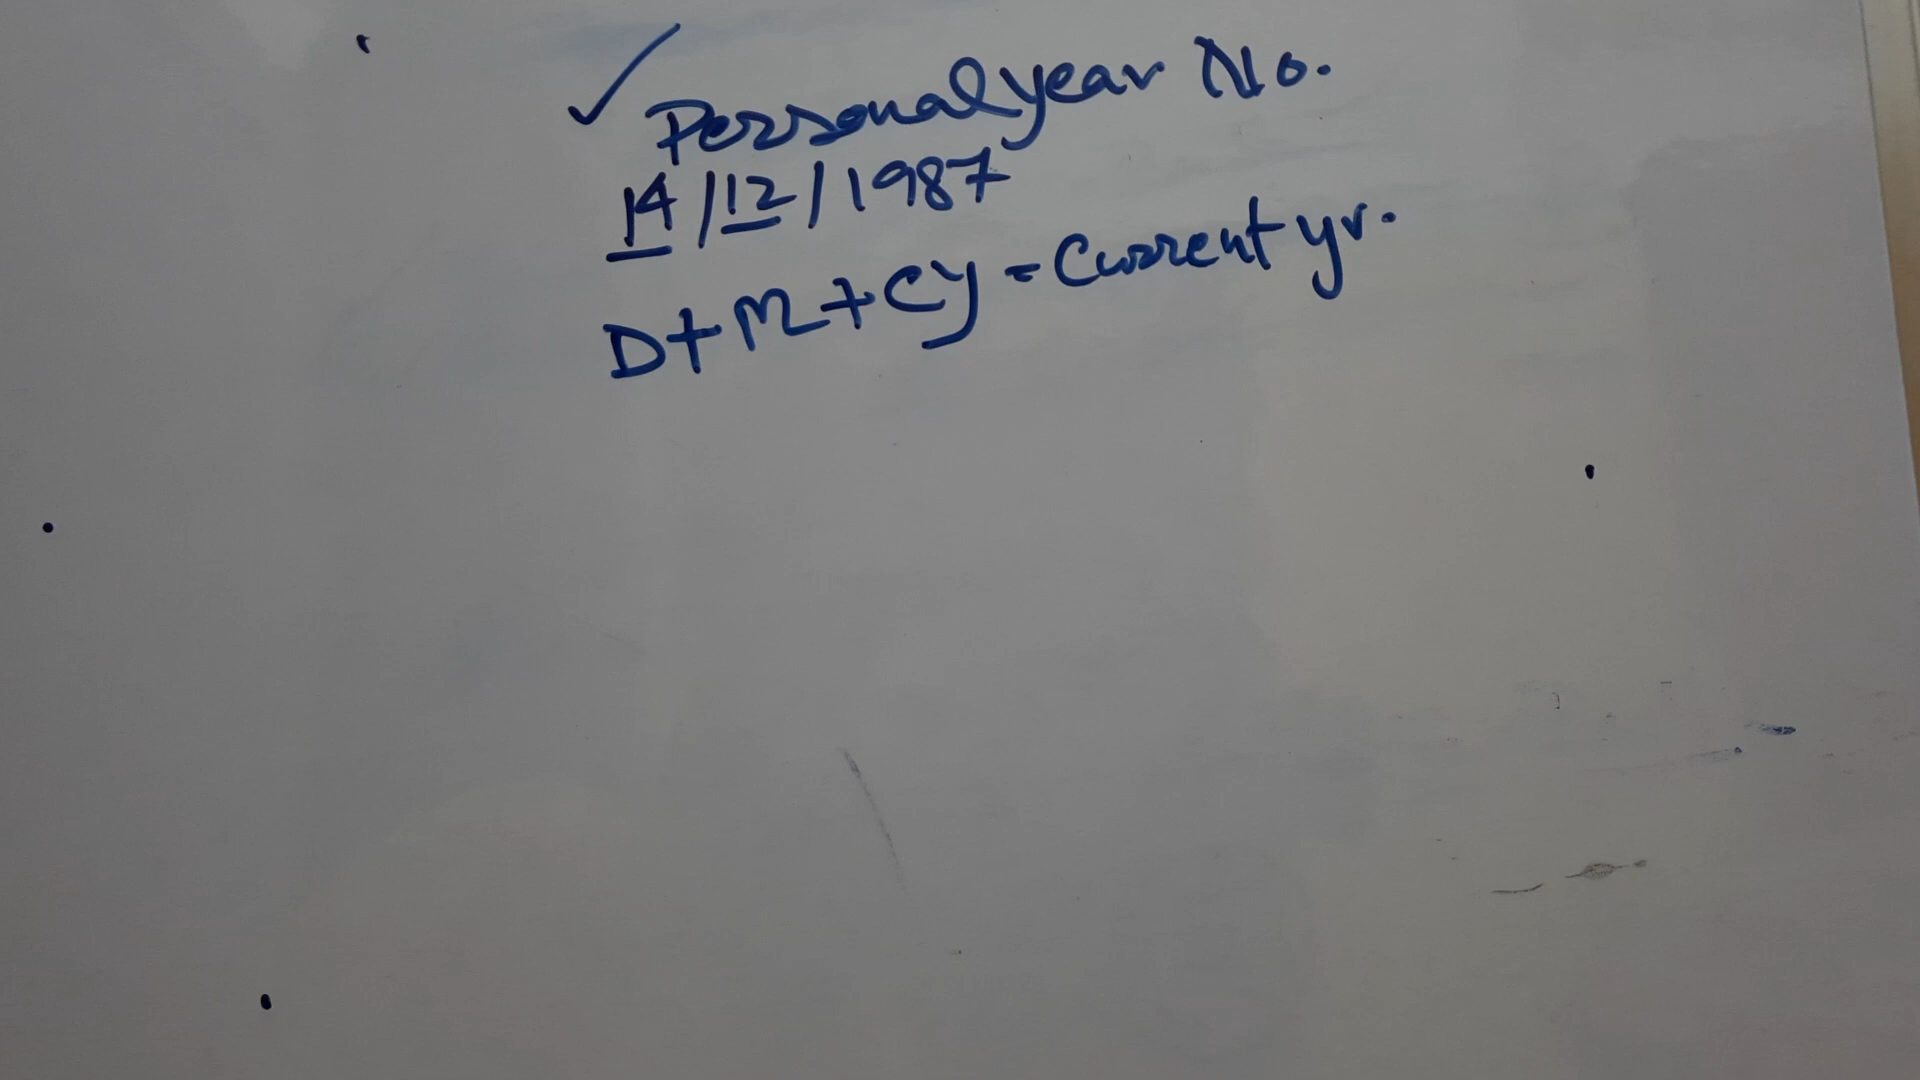 ✓ Personal year No.
14/12/1987
D+M+CY = Current yr.